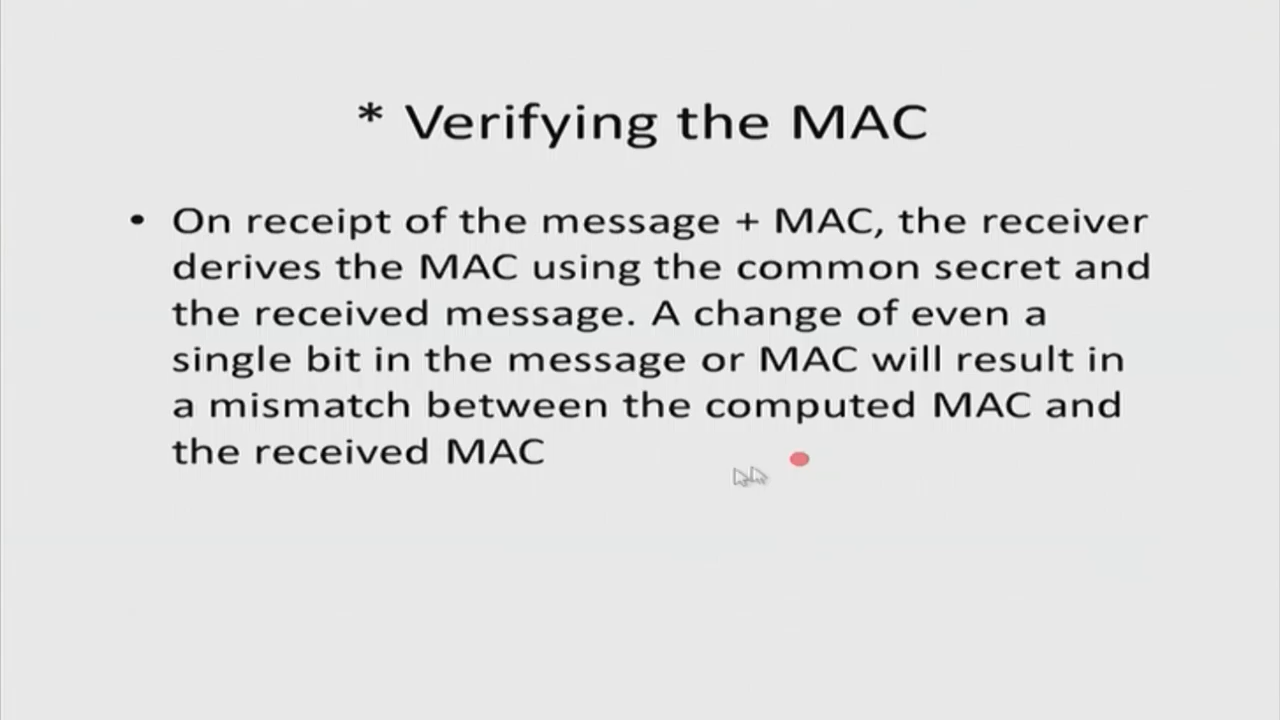 * Verifying the MAC
• On receipt of the message + MAC, the receiver
derives the MAC using the common secret and
the received message. A change of even a
single bit in the message or MAC will result in
a mismatch between the computed MAC and
the received MAC